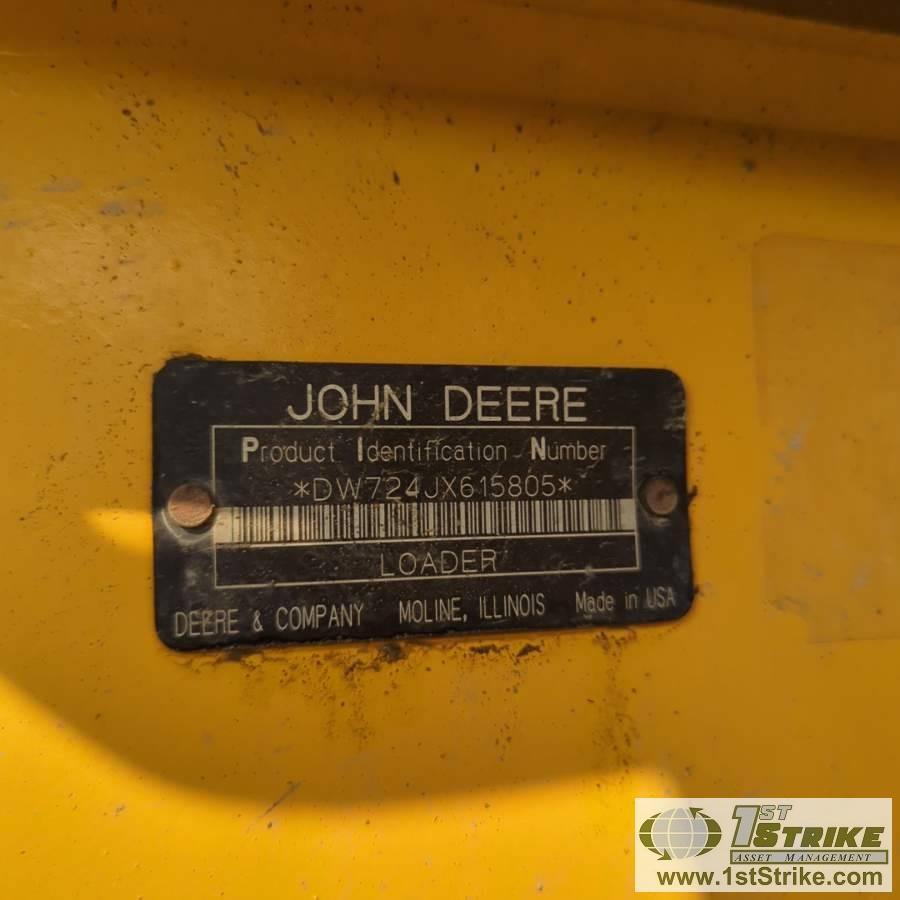 JOHN DEERE
Product Identification Number
*DW724JX615805*
LOADER
DEERE & COMPANY MOLINE, ILLINOIS Made in USA
1ST STRIKE
ASSET MANAGEMENT
www.1stStrike.com